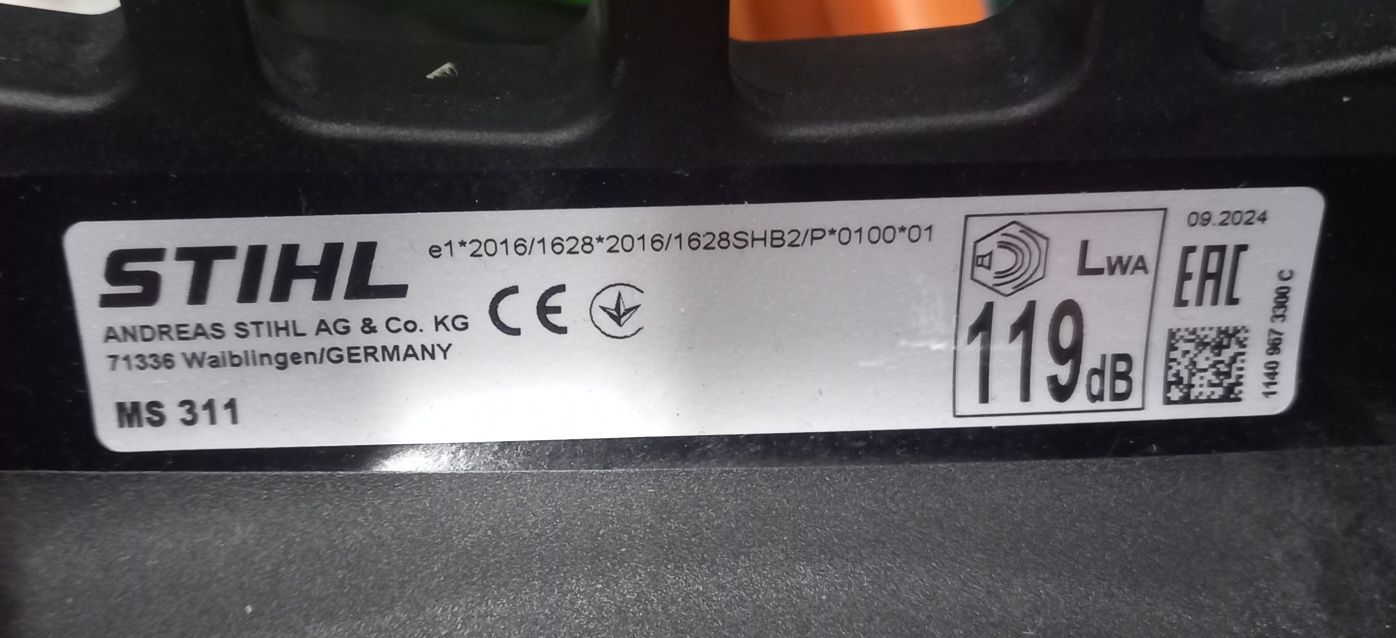 STIHL
e1*2016/1628*2016/1628SHB2/P*0100*01
ANDREAS STIHL AG & Co. KG
CE
71336 Waiblingen/GERMANY
MS 311
LWA
119dB
09.2024
EAC
1140 967 3300 C